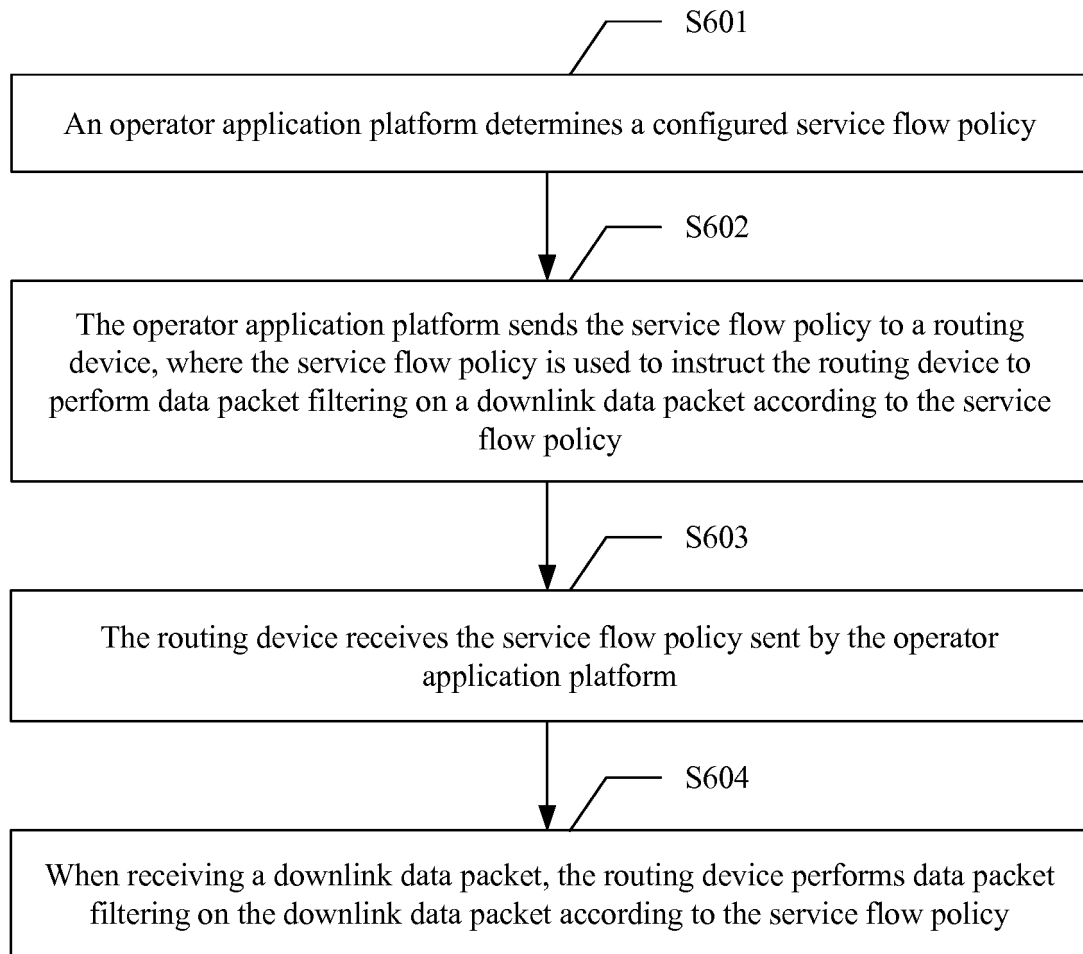 S601
An operator application platform determines a configured service flow policy
S602
The operator application platform sends the service flow policy to a routing
device, where the service flow policy is used to instruct the routing device to
perform data packet filtering on a downlink data packet according to the service
flow policy
S603
The routing device receives the service flow policy sent by the operator
application platform
S604
When receiving a downlink data packet, the routing device performs data packet
filtering on the downlink data packet according to the service flow policy